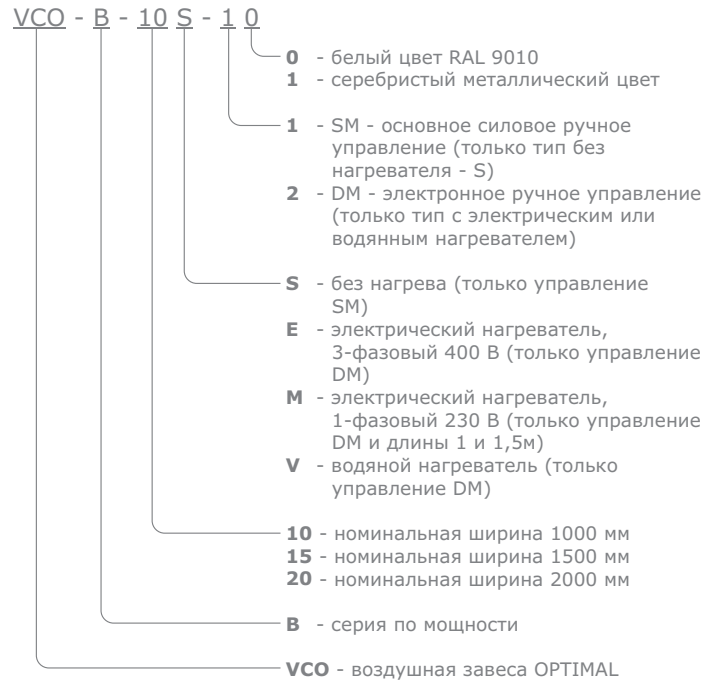 VCO - B - 10 S - 1 0
0 - белый цвет RAL 9010
1 - серебристый металлический цвет
1 - SM - основное силовое ручное
управление (только тип без
нагревателя - S)
2 - DM - электронное ручное управление
(только тип с электрическим или
водянным нагревателем)
S - без нагрева (только управление
SM)
E - электрический нагреватель,
3-фазовый 400 В (только управление
DM)
M - электрический нагреватель,
1-фазовый 230 В (только управление
DM и длины 1 и 1,5м)
V - водяной нагреватель (только
управление DM)
10 - номинальная ширина 1000 мм
15 - номинальная ширина 1500 мм
20 - номинальная ширина 2000 мм
B - серия по мощности
VCO - воздушная завеса OPTIMAL